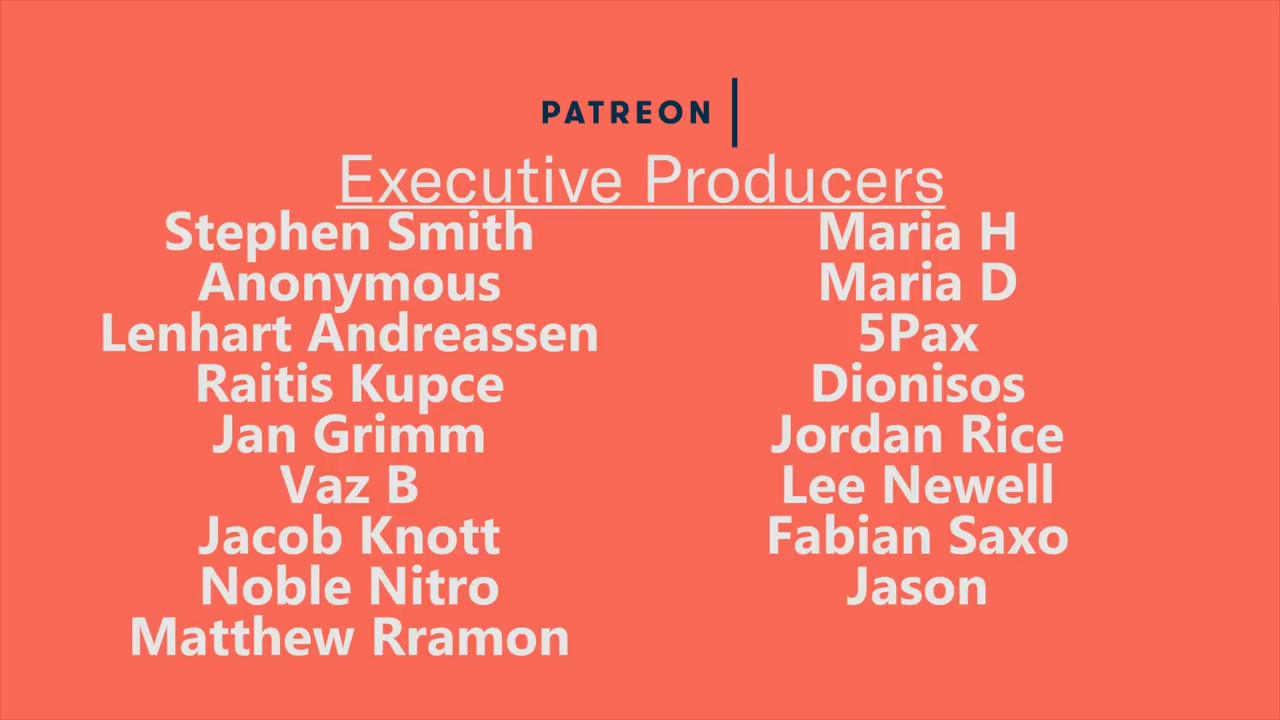 PATREON
Executive Producers
Stephen Smith
Anonymous
Lenhart Andreassen
Raitis Kupce
Jan Grimm
Vaz B
Jacob Knott
Noble Nitro
Matthew Rramon
Maria H
Maria D
5Pax
Dionisos
Jordan Rice
Lee Newell
Fabian Saxo
Jason